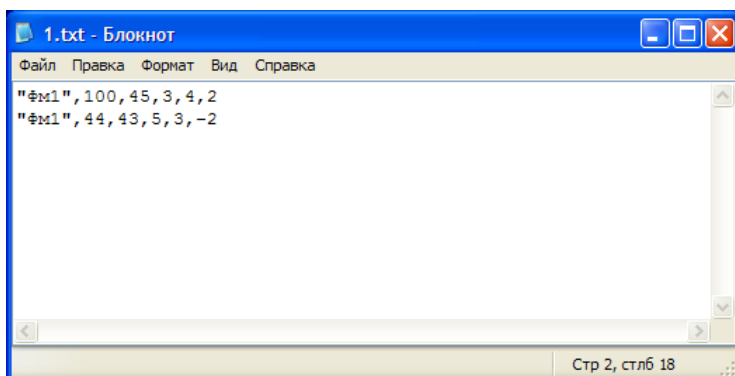 1.txt - Блокнот
Файл Правка Формат Вид Справка
"Фм1",100,45,3,4,2
"Фм1",44,43,5,3,-2
Стр 2, стлб 18